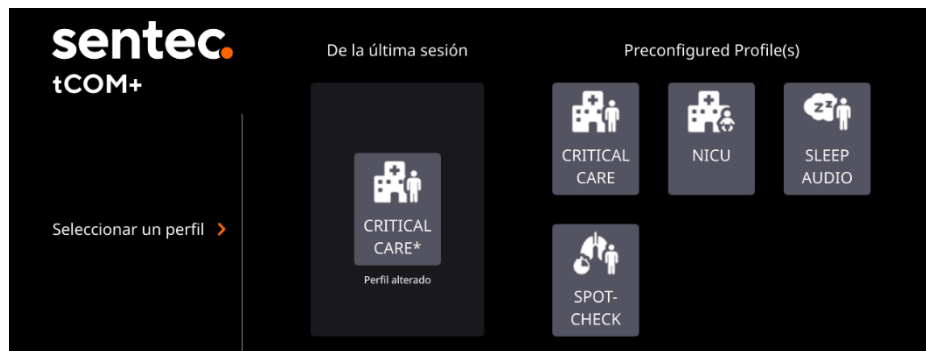 sentec.
tCOM+
Seleccionar un perfil >
De la última sesión
CRITICAL
CARE*
Perfil alterado
Preconfigured Profile(s)
CRITICAL
CARE
NICU
SLEEP
AUDIO
SPOT-
CHECK